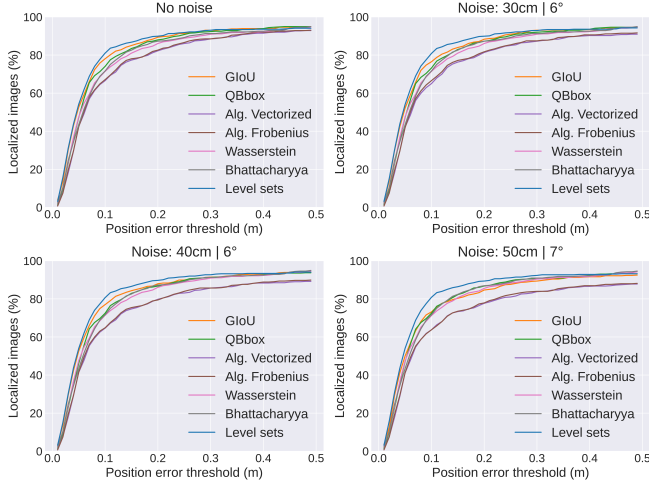 No noise
Localized images (%)
100
80
60
40
20
0
GIoU
QBbox
Alg. Vectorized
Alg. Frobenius
Wasserstein
Bhattacharyya
Level sets
0.0 0.1 0.2 0.3 0.4 0.5
Position error threshold (m)
Noise: 30cm | 6°
Localized images (%)
100
80
60
40
20
0
GIoU
QBbox
Alg. Vectorized
Alg. Frobenius
Wasserstein
Bhattacharyya
Level sets
0.0 0.1 0.2 0.3 0.4 0.5
Position error threshold (m)
Noise: 40cm | 6°
Localized images (%)
100
80
60
40
20
0
GIoU
QBbox
Alg. Vectorized
Alg. Frobenius
Wasserstein
Bhattacharyya
Level sets
0.0 0.1 0.2 0.3 0.4 0.5
Position error threshold (m)
Noise: 50cm | 7°
Localized images (%)
100
80
60
40
20
0
GIoU
QBbox
Alg. Vectorized
Alg. Frobenius
Wasserstein
Bhattacharyya
Level sets
0.0 0.1 0.2 0.3 0.4 0.5
Position error threshold (m)